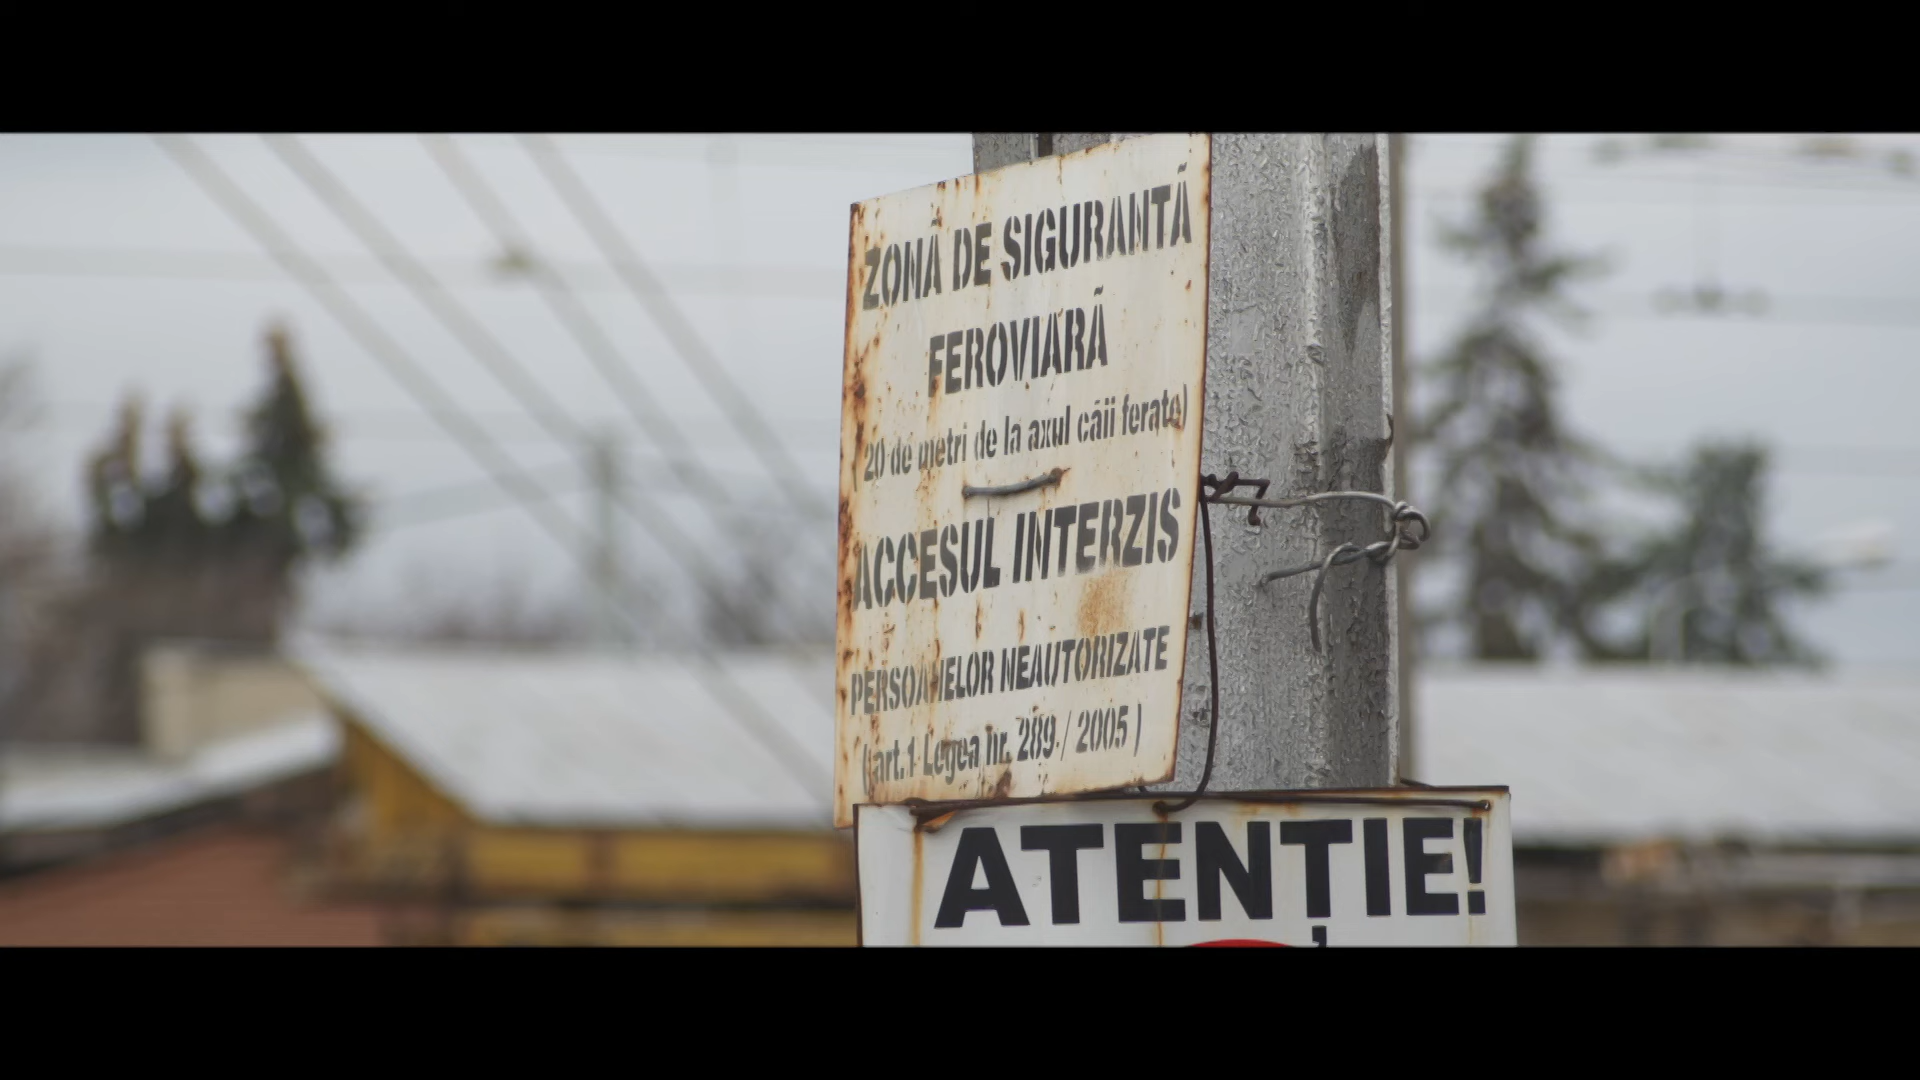 ZONĂ DE SIGURANTĂ
FEROVIARĂ
20 de metri de la axul căii ferate)
ACCESUL INTERZIS
PERSOANELOR NEAUTORIZATE
(art.1 Legea nr. 289 / 2005 )
ATENȚIE!